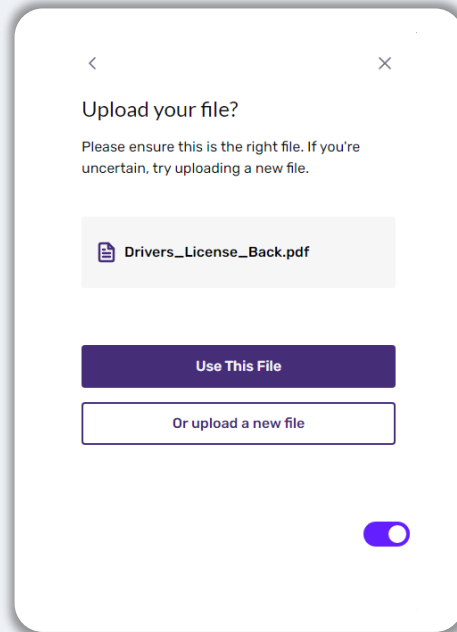 Upload your file?
Please ensure this is the right file. If you're
uncertain, try uploading a new file.
Drivers_License_Back.pdf
Use This File
Or upload a new file